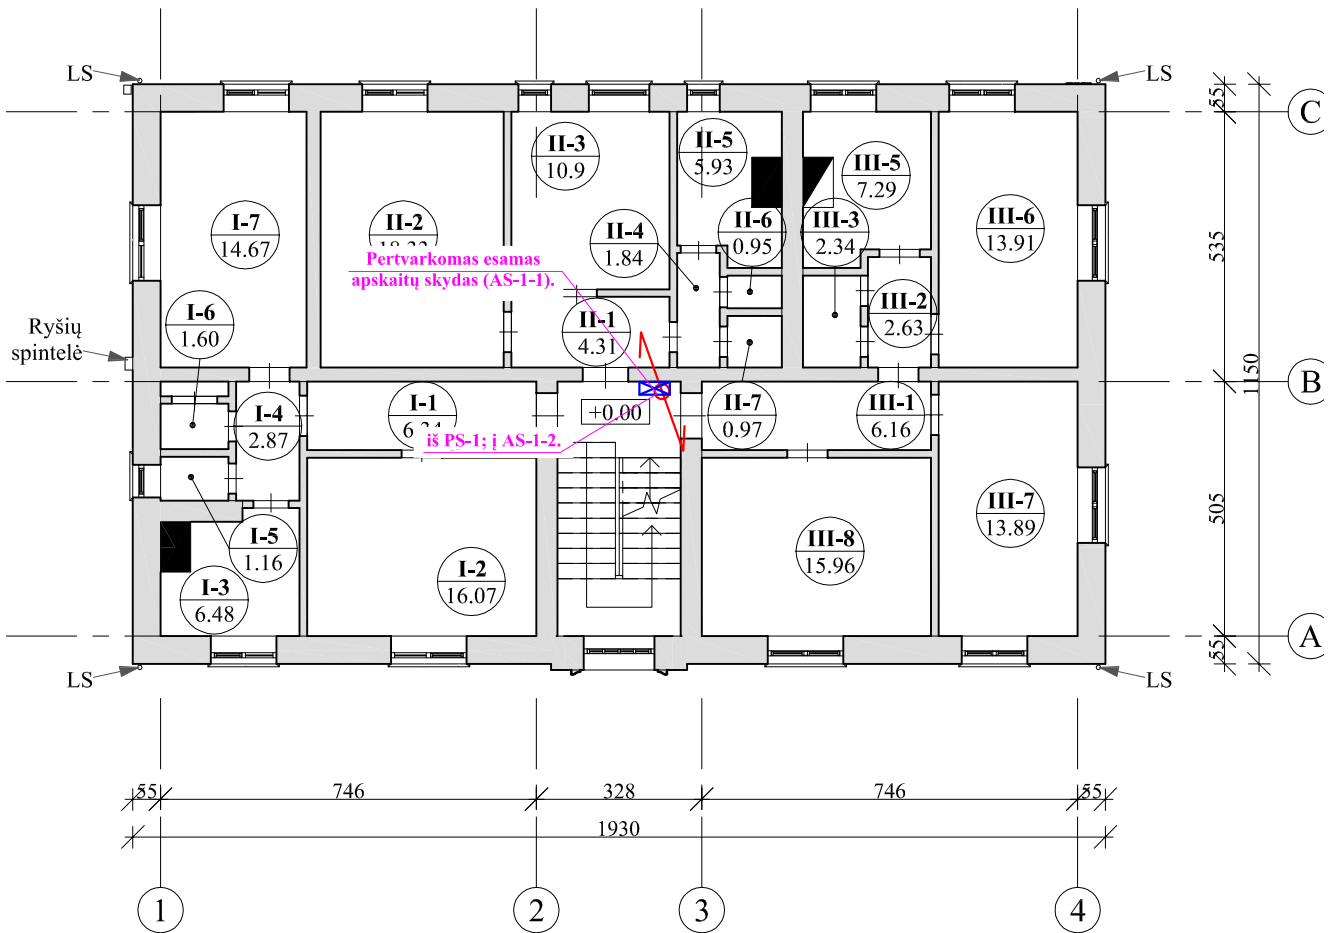 LS
LS
55
C
II-3
10.9
II-5
5.93
III-5
7.29
I-7
14.67
II-2
II-4
1.84
II-6
0.95
III-3
2.34
III-6
13.91
535
Pertvarkomas esamas
apskaitų skydas (AS-1-1).
I-6
1.60
II-1
4.31
III-2
2.63
Ryšių
spintelė
B
1150
I-4
2.87
I-1
+0.00
II-7
0.97
III-1
6.16
iš PS-1; į AS-1-2.
I-5
1.16
I-3
6.48
I-2
16.07
III-8
15.96
III-7
13.89
505
A
55
LS
LS
55
746
328
746
55
1930
1
2
3
4